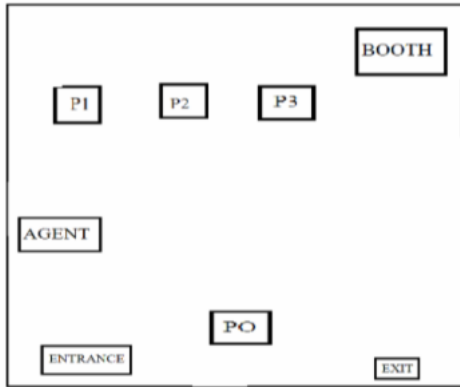 BOOTH
P1 P2 P3
AGENT
PO
ENTRANCE
EXIT